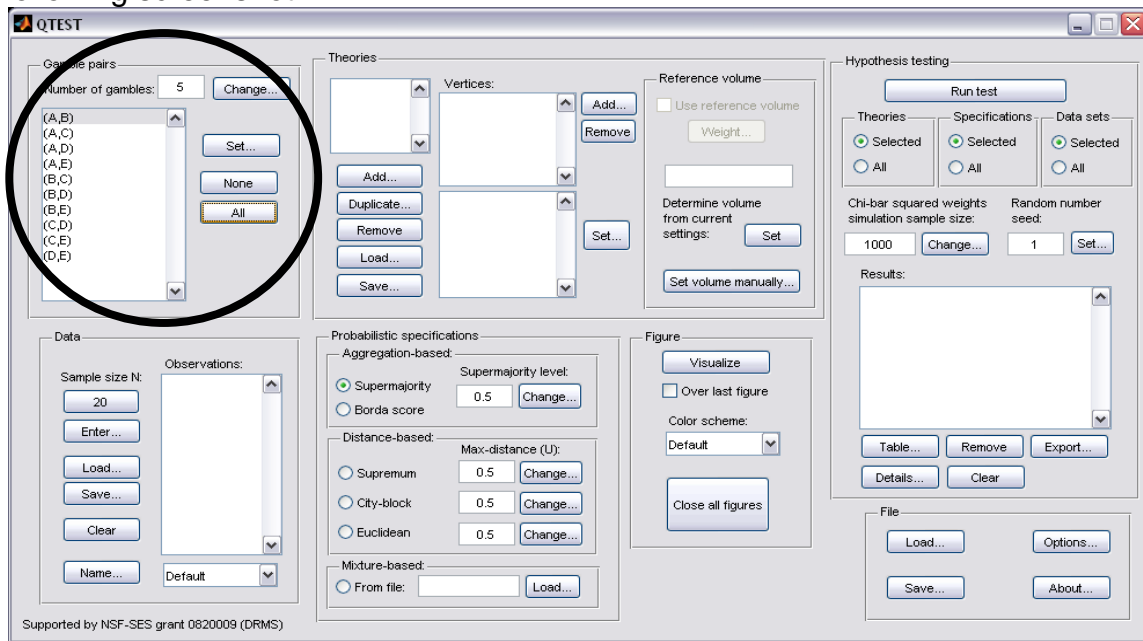 QTEST
Gamble pairs
Number of gambles: 5 Change...
(A,B)
(A,C)
(A,D)
(A,E)
(B,C)
(B,D)
(B,E)
(C,D)
(C,E)
(D,E)
Set...
None
All
Theories
Vertices:
Add...
Remove
Add...
Duplicate...
Remove
Load...
Save...
Set...
Reference volume
Use reference volume
Weight...
Determine volume
from current
settings: Set
Set volume manually...
Hypothesis testing
Run test
Theories
Selected
All
Specifications
Selected
All
Data sets
Selected
All
Chi-bar squared weights
simulation sample size:
1000 Change...
Random number
seed:
1 Set...
Results:
Table... Remove Export...
Details... Clear
Data
Sample size N:
20
Enter...
Load...
Save...
Clear
Name...
Observations:
Default
Probabilistic specifications
Aggregation-based:
Supermajority
Borda score
Supermajority level:
0.5 Change...
Distance-based:
Max-distance (U):
Supremum 0.5 Change...
City-block 0.5 Change...
Euclidean 0.5 Change...
Mixture-based:
From file: Load...
Figure
Visualize
Over last figure
Color scheme:
Default
Close all figures
File
Load... Options...
Save... About...
Supported by NSF-SES grant 0820009 (DRMS)